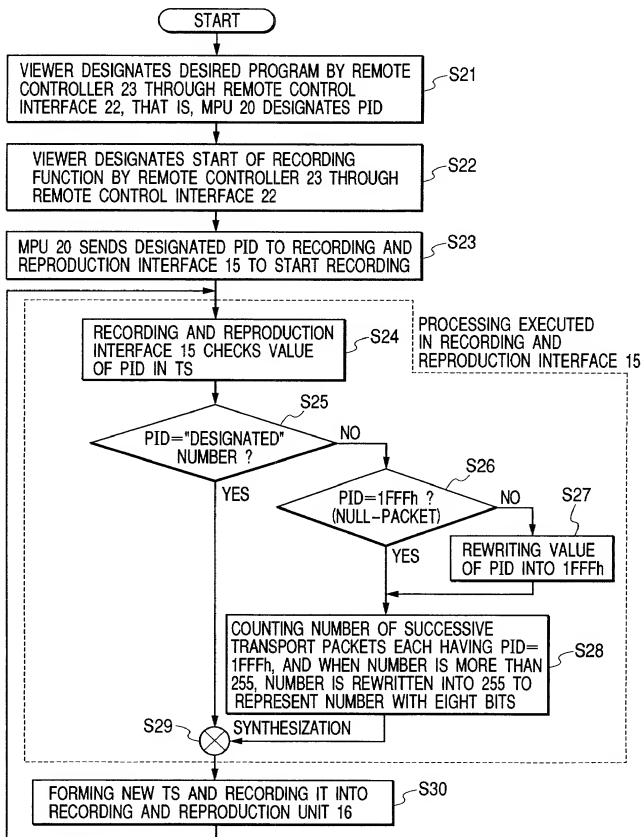 START
VIEWER DESIGNATES DESIRED PROGRAM BY REMOTE
CONTROLLER 23 THROUGH REMOTE CONTROL
INTERFACE 22, THAT IS, MPU 20 DESIGNATES PID
S21
VIEWER DESIGNATES START OF RECORDING
FUNCTION BY REMOTE CONTROLLER 23 THROUGH
REMOTE CONTROL INTERFACE 22
S22
MPU 20 SENDS DESIGNATED PID TO RECORDING AND
REPRODUCTION INTERFACE 15 TO START RECORDING
S23
PROCESSING EXECUTED
IN RECORDING AND
REPRODUCTION INTERFACE 15
RECORDING AND REPRODUCTION
INTERFACE 15 CHECKS VALUE
OF PID IN TS
S24
S25
PID="DESIGNATED"
NUMBER ?
NO
YES
S26
PID=1FFFh ?
(NULL-PACKET)
NO
YES
S27
REWRITING VALUE
OF PID INTO 1FFFh
COUNTING NUMBER OF SUCCESSIVE
TRANSPORT PACKETS EACH HAVING PID=
1FFFh, AND WHEN NUMBER IS MORE THAN
255, NUMBER IS REWRITTEN INTO 255 TO
REPRESENT NUMBER WITH EIGHT BITS
S28
S29
SYNTHESIZATION
FORMING NEW TS AND RECORDING IT INTO
RECORDING AND REPRODUCTION UNIT 16
S30